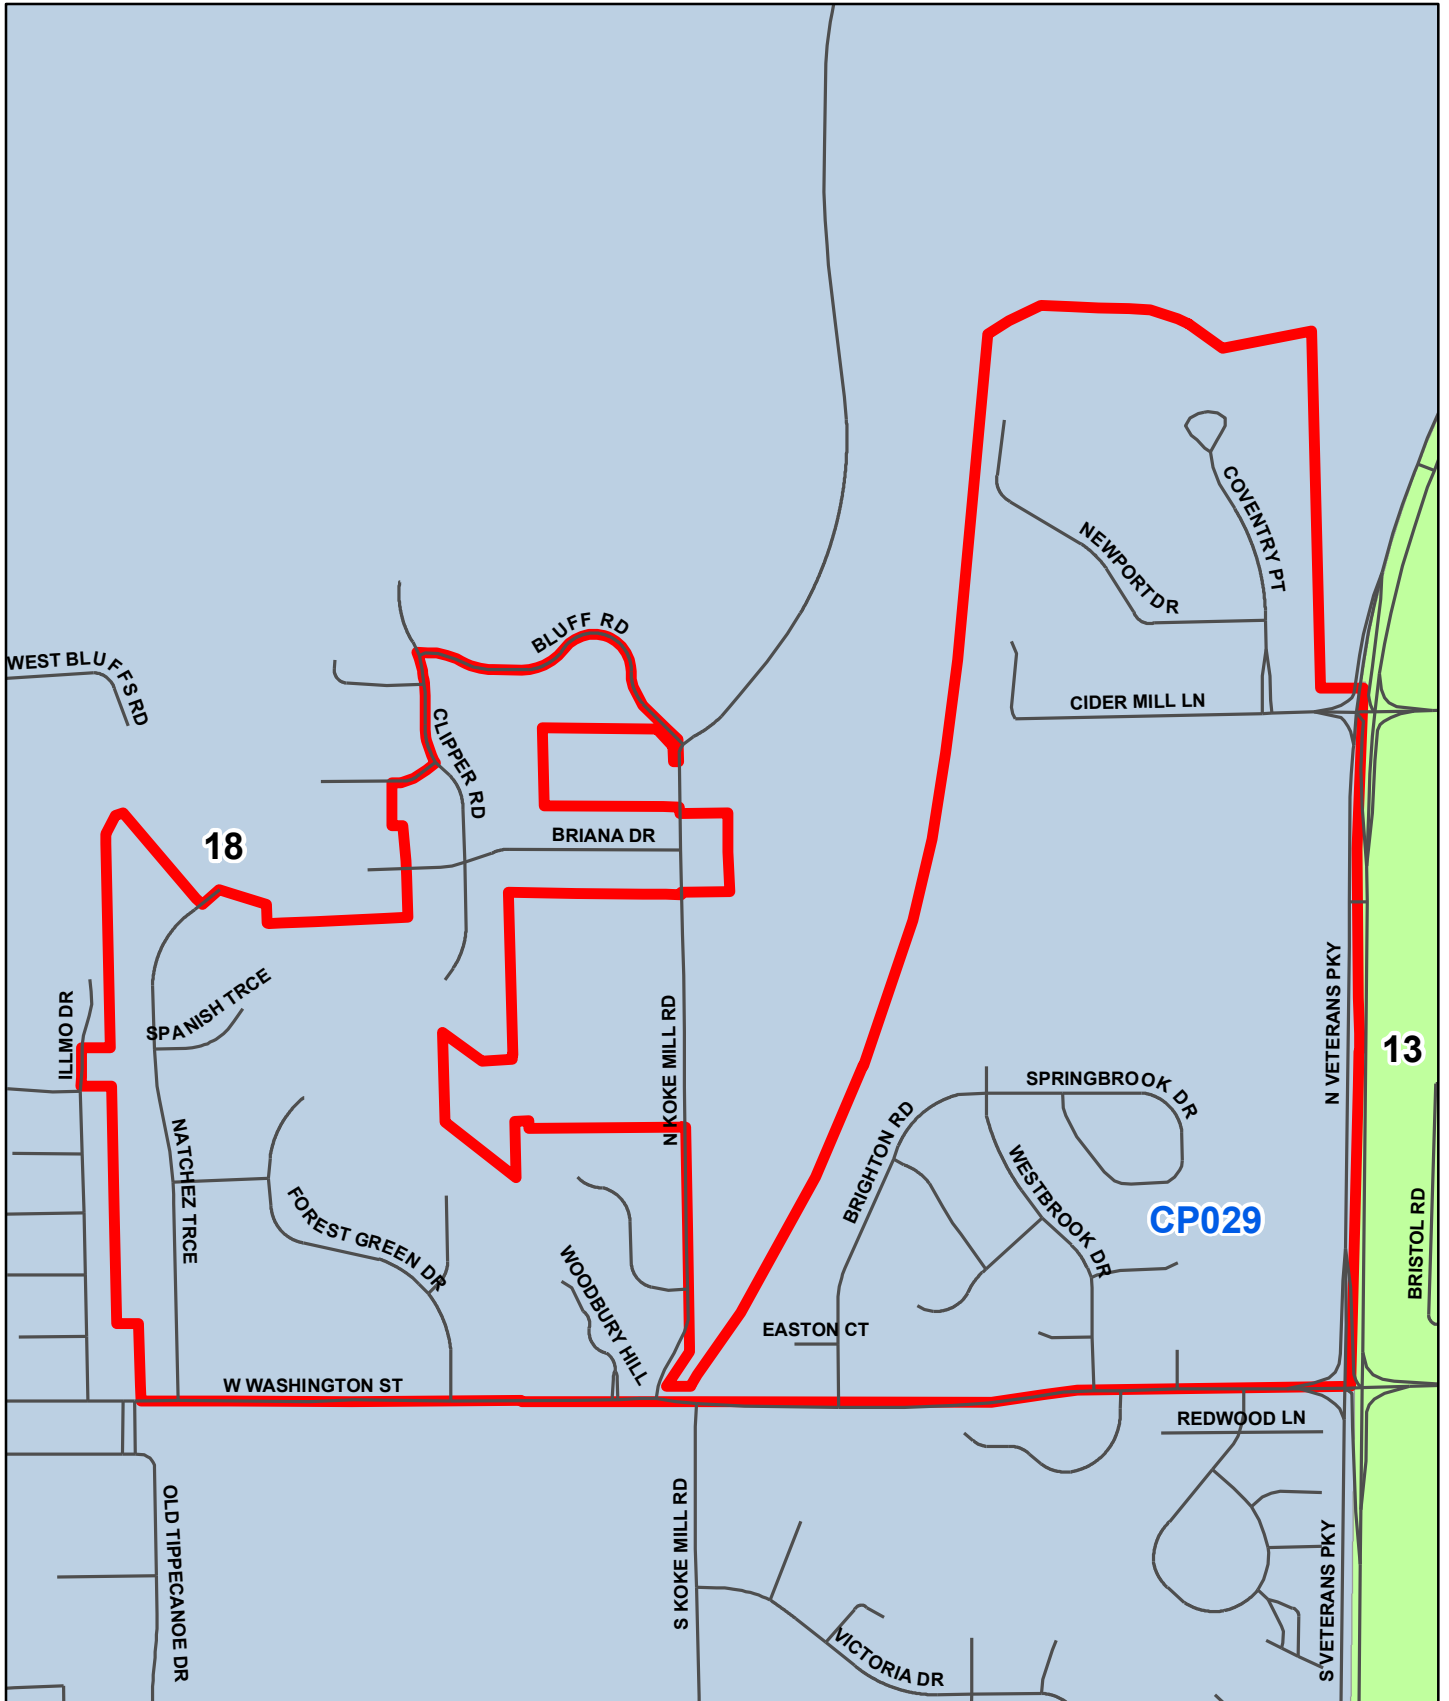 COVENTRY PT
NEWPORT DR
BLUFF RD
WEST BLUFFS RD
CIDER MILL LN
CLIPPER RD
BRIANA DR
18
SPANISH TRCE
ILLMO DR
N KOKE MILL RD
N VETERANS PKY
13
SPRINGBROOK DR
BRIGHTON RD
WESTBROOK DR
NATCHEZ TRCE
CP029
FOREST GREEN DR
BRISTOL RD
WOODBURY HILL
EASTON CT
W WASHINGTON ST
REDWOOD LN
OLD TIPPECANOE DR
S KOKE MILL RD
S VETERANS PKY
VICTORIA DR